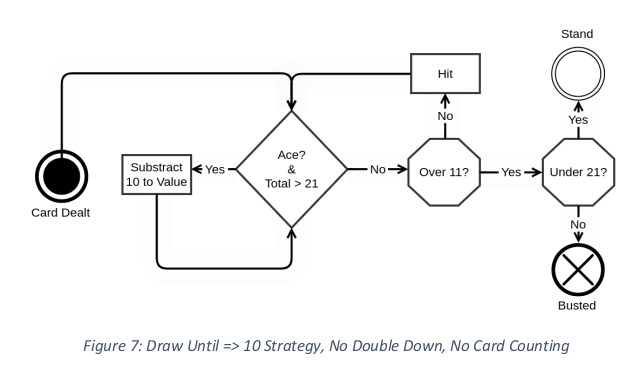 Stand
Hit
No
Yes
Ace?
&
Total > 21
Substract
10 to Value
Yes
No
Over 11?
Yes
Under 21?
Card Dealt
No
Busted
Figure 7: Draw Until => 10 Strategy, No Double Down, No Card Counting